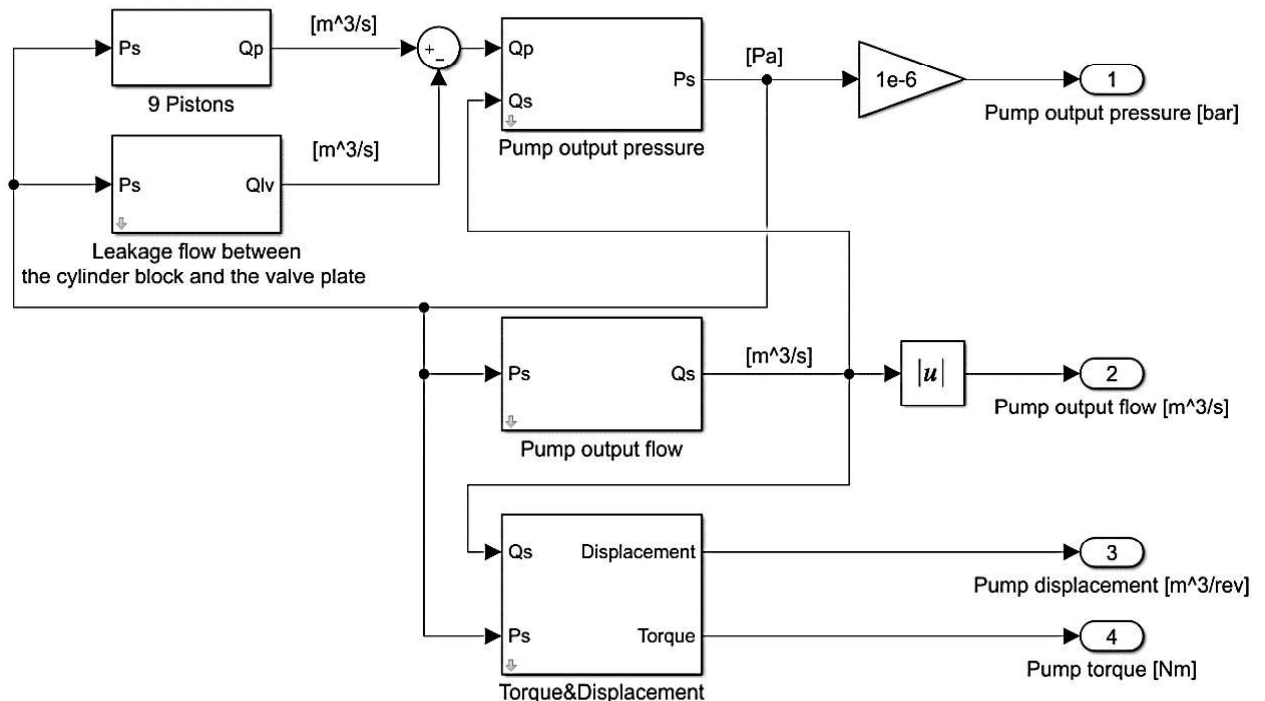 Ps
Qp
9 Pistons
[m^3/s]
+
−
Ps
Qlv
[m^3/s]
Leakage flow between
the cylinder block and the valve plate
Qp
Qs
Ps
Pump output pressure
[Pa]
1e-6
1
Pump output pressure [bar]
Ps
Qs
Pump output flow
[m^3/s]
|u|
2
Pump output flow [m^3/s]
Qs
Ps
Displacement
Torque
Torque&Displacement
3
Pump displacement [m^3/rev]
4
Pump torque [Nm]